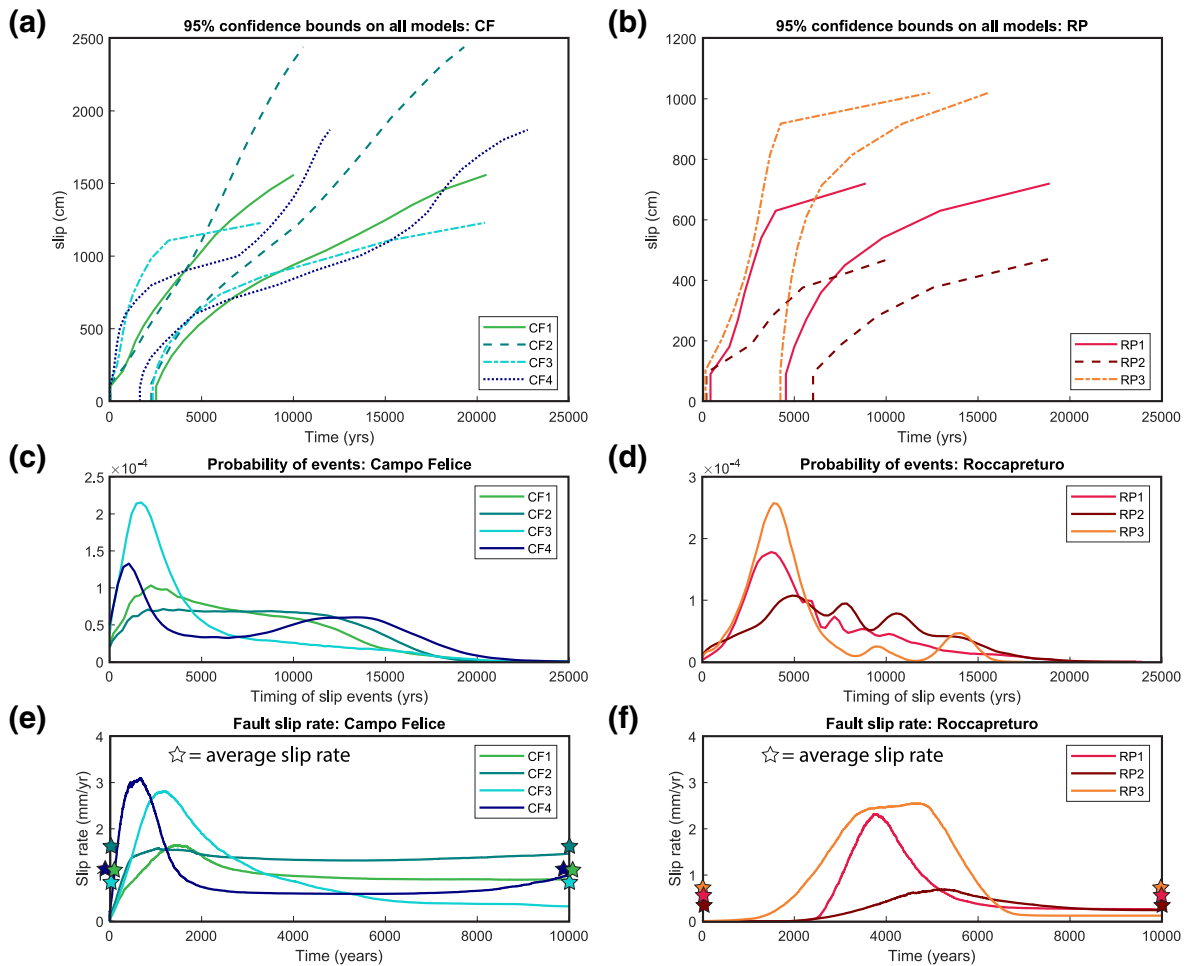 (a)
95% confidence bounds on all models: CF
2500
2000
1500
1000
500
0
slip (cm)
0 5000 10000 15000 20000 25000
Time (yrs)
CF1
CF2
CF3
CF4
(b)
95% confidence bounds on all models: RP
1200
1000
800
600
400
200
0
slip (cm)
0 5000 10000 15000 20000 25000
Time (yrs)
RP1
RP2
RP3
(c)
Probability of events: Campo Felice
×10⁻⁴
2.5
2
1.5
1
0.5
0
0 5000 10000 15000 20000 25000
Timing of slip events (yrs)
CF1
CF2
CF3
CF4
(d)
Probability of events: Roccapreturo
×10⁻⁴
3
2
1
0
0 5000 10000 15000 20000 25000
Timing of slip events (yrs)
RP1
RP2
RP3
(e)
Fault slip rate: Campo Felice
= average slip rate
4
3
2
1
0
Slip rate (mm/yr)
0 2000 4000 6000 8000 10000
Time (years)
CF1
CF2
CF3
CF4
(f)
Fault slip rate: Roccapreturo
= average slip rate
4
3
2
1
0
Slip rate (mm/yr)
0 2000 4000 6000 8000 10000
Time (years)
RP1
RP2
RP3